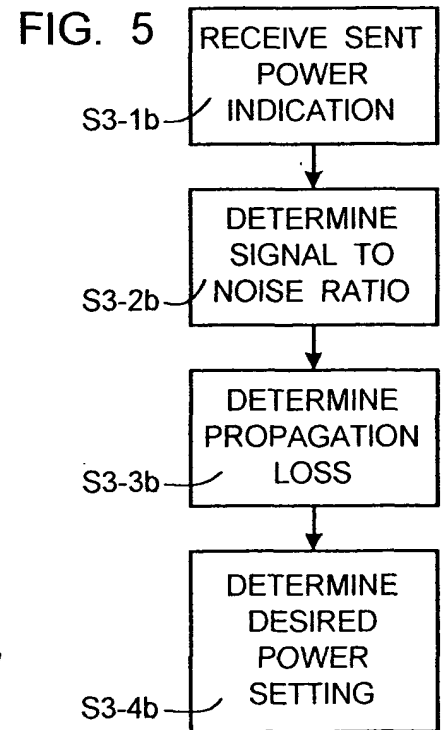 FIG. 5
RECEIVE SENT
POWER
INDICATION
S3-1b
DETERMINE
SIGNAL TO
NOISE RATIO
S3-2b
DETERMINE
PROPAGATION
LOSS
S3-3b
DETERMINE
DESIRED
POWER
SETTING
S3-4b